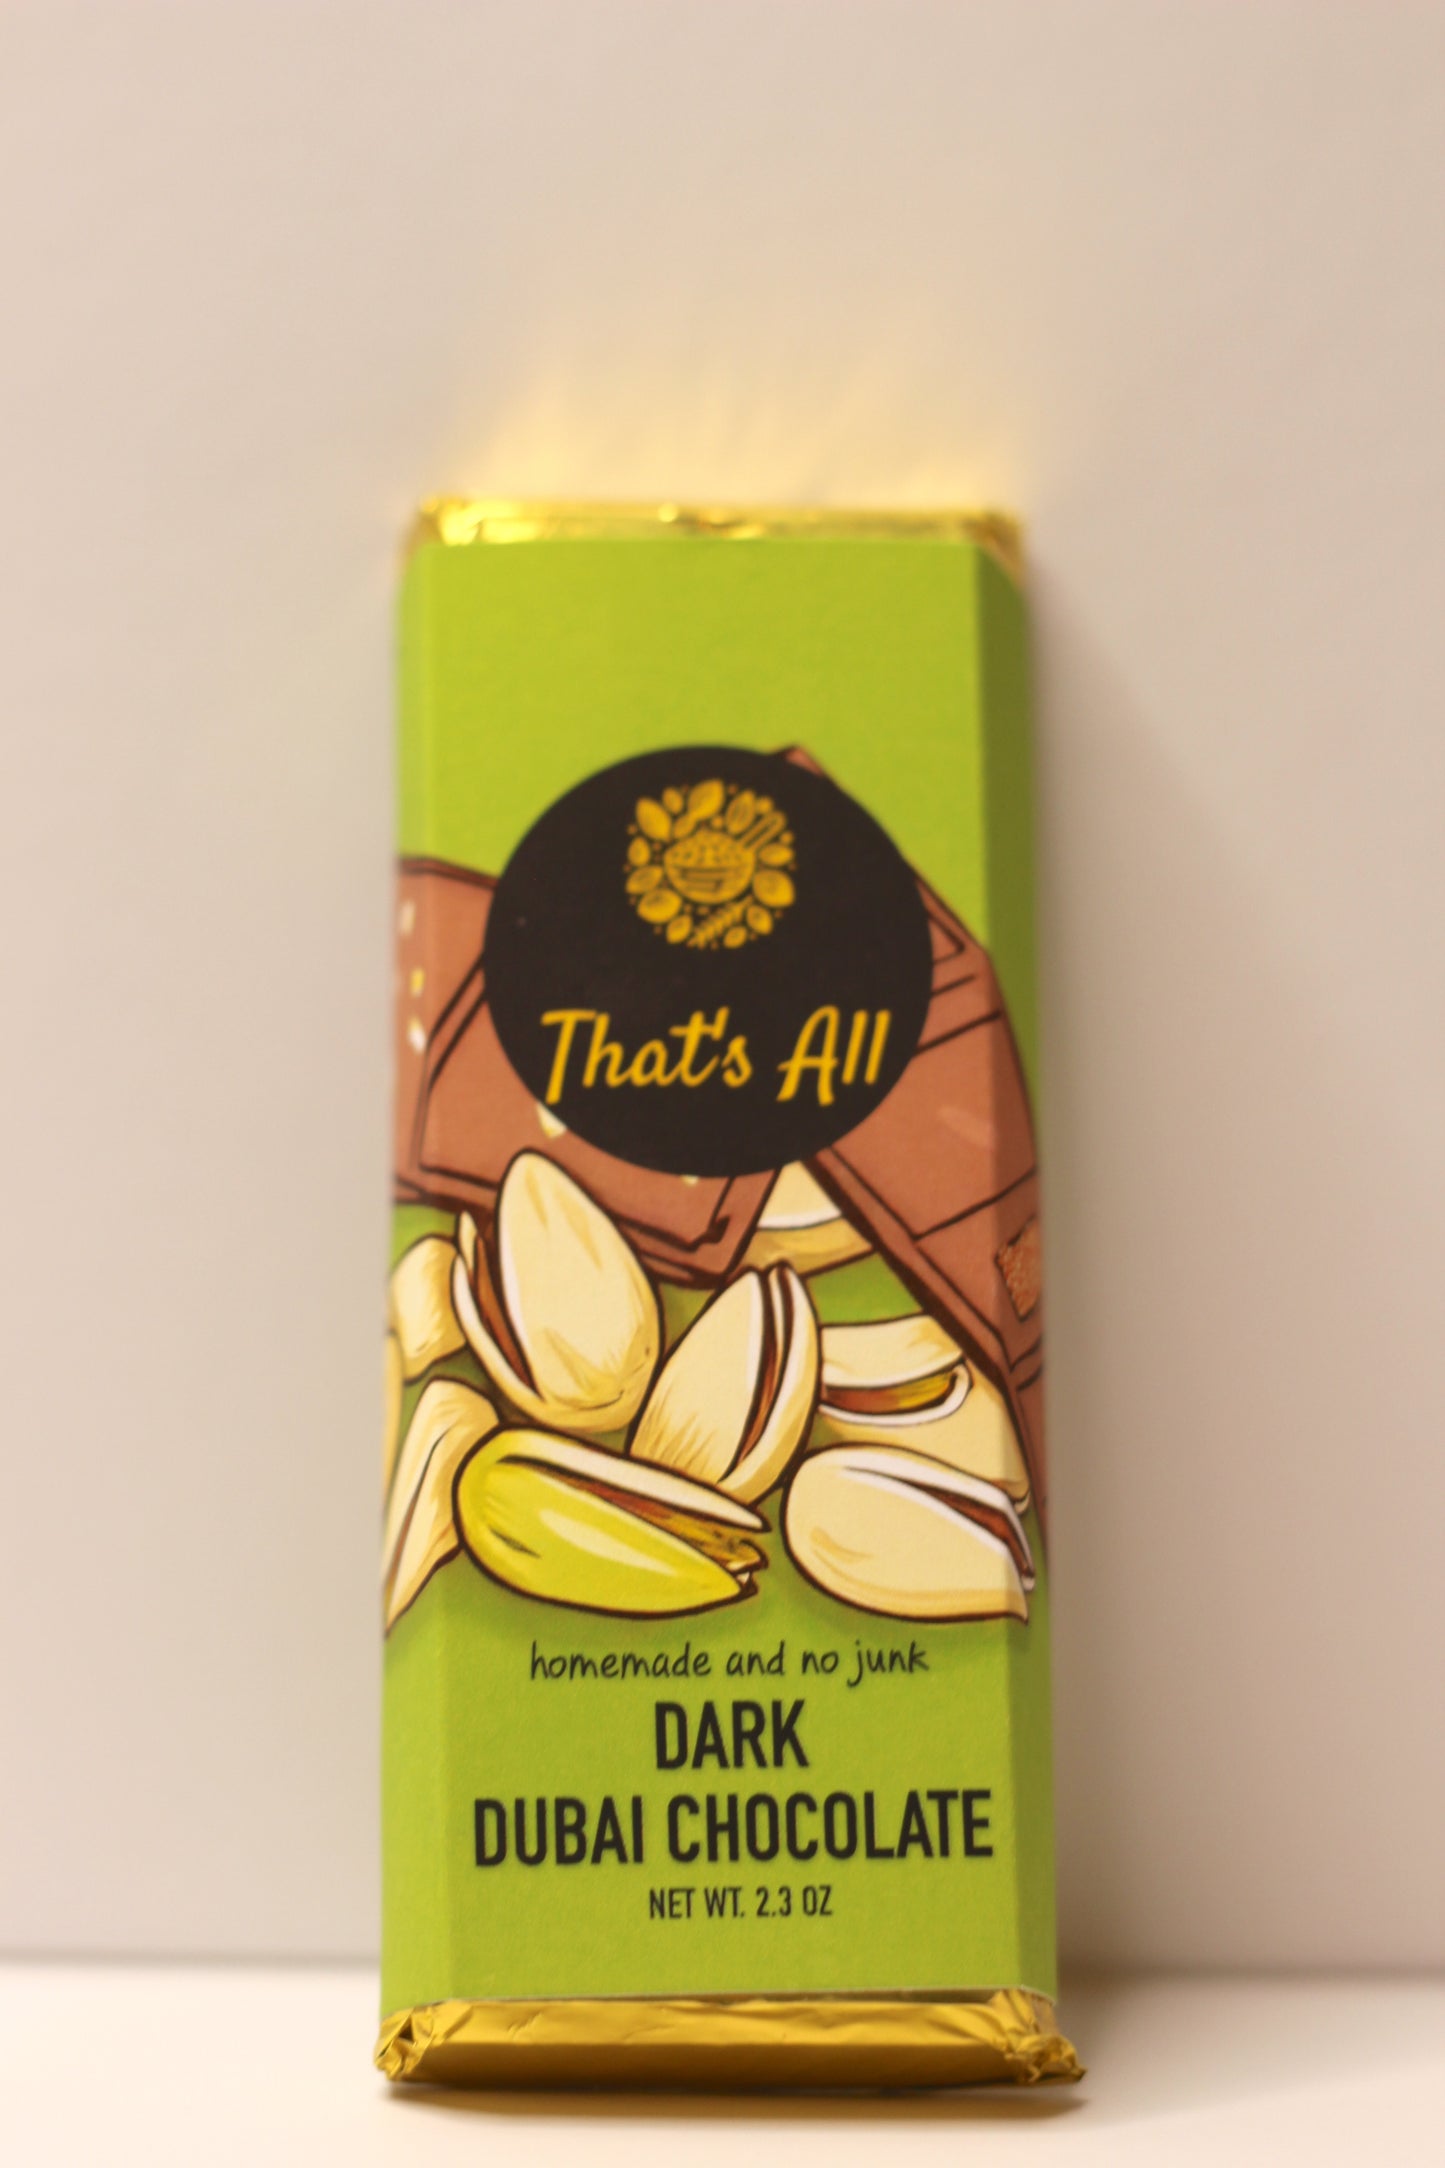 That's All
homemade and no junk
DARK
DUBAI CHOCOLATE
NET WT. 2.3 OZ